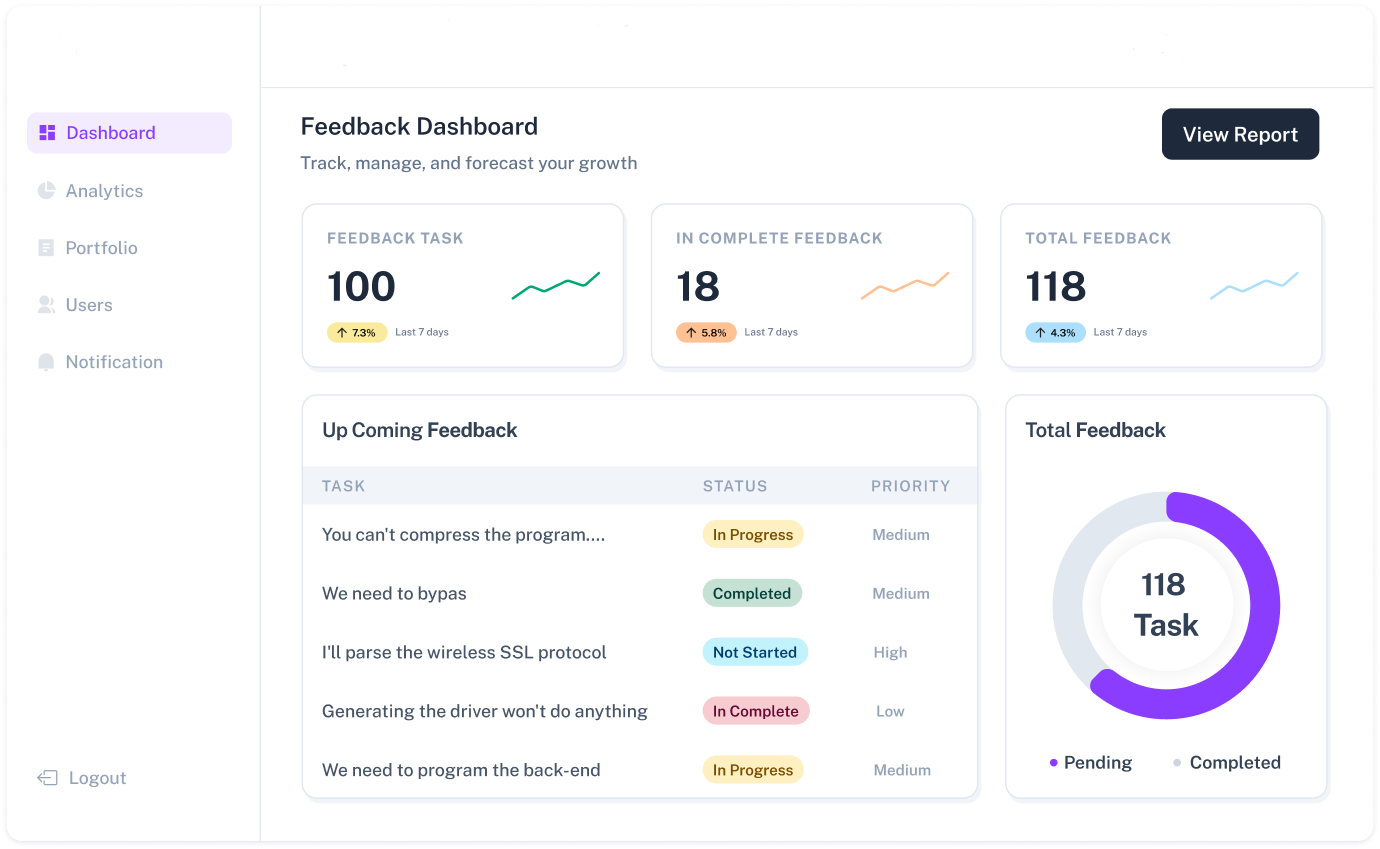 Dashboard
Analytics
Portfolio
Users
Notification
Logout
Feedback Dashboard
Track, manage, and forecast your growth
View Report
FEEDBACK TASK
100
7.3% Last 7 days
IN COMPLETE FEEDBACK
18
5.8% Last 7 days
TOTAL FEEDBACK
118
4.3% Last 7 days
Up Coming Feedback
TASK STATUS PRIORITY
You can't compress the program.... In Progress Medium
We need to bypas Completed Medium
I'll parse the wireless SSL protocol Not Started High
Generating the driver won't do anything In Complete Low
We need to program the back-end In Progress Medium
Total Feedback
118
Task
Pending Completed